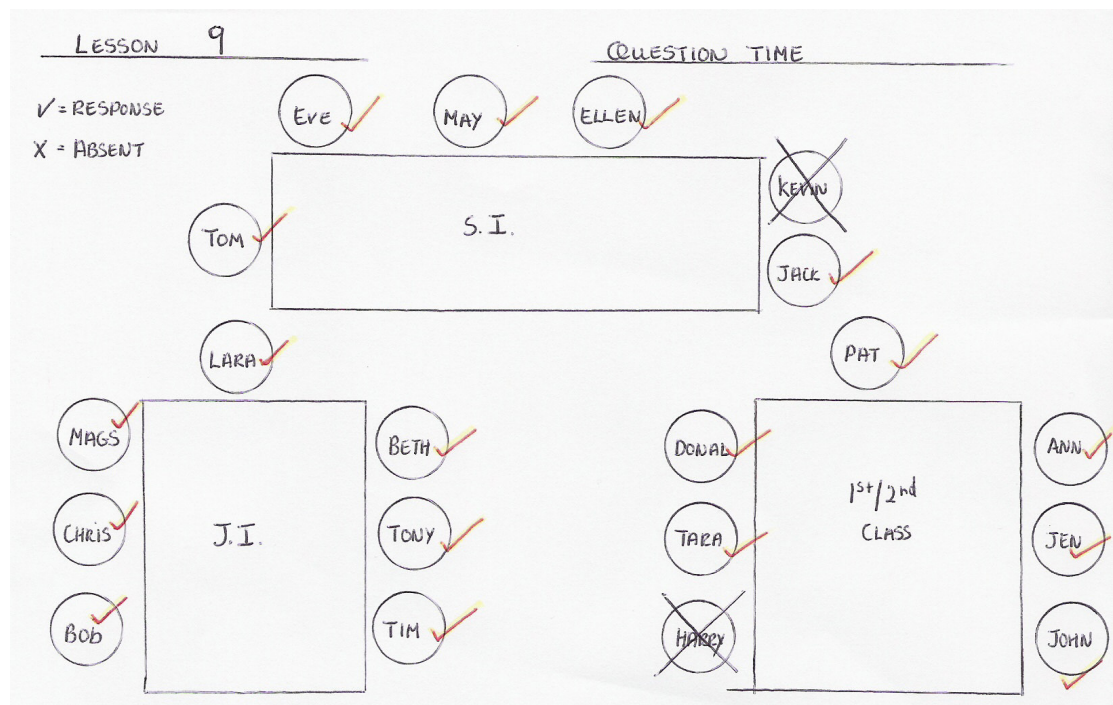 LESSON 9
QUESTION TIME
✓ = RESPONSE
X = ABSENT
EVE
MAY
ELLEN
KEVIN
TOM
S. I.
JACK
LARA
PAT
MAGS
BETH
DONAL
ANN
1st/2nd
CLASS
CHRIS
J. I.
TONY
TARA
JEN
BOB
TIM
HARRY
JOHN